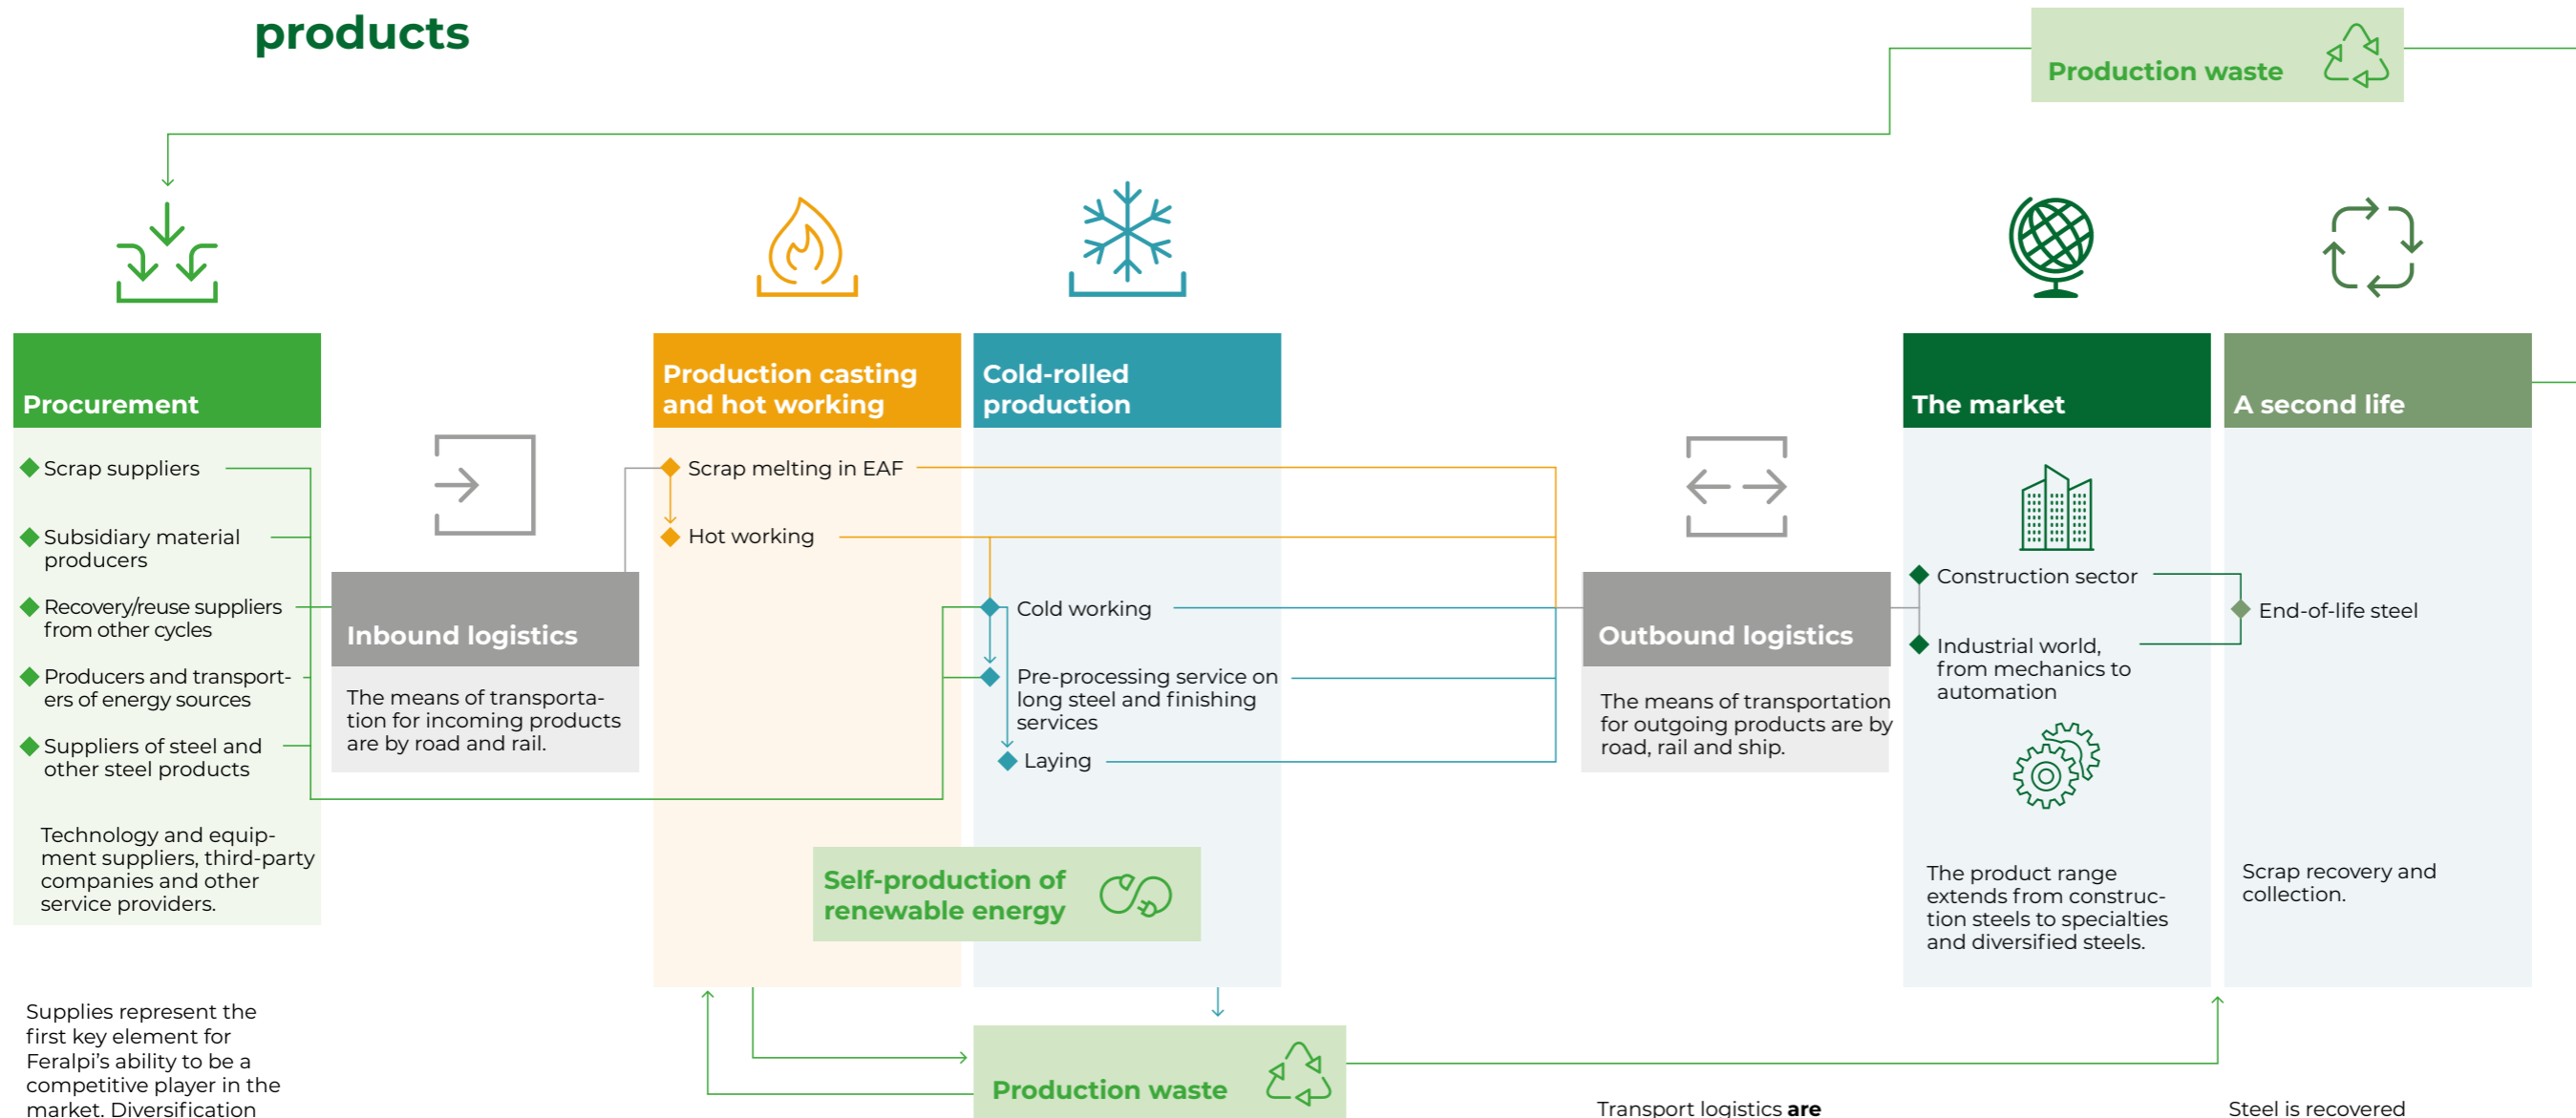 products
Production waste
Procurement
Scrap suppliers
Subsidiary material
producers
Recovery/reuse suppliers
from other cycles
Producers and transport-
ers of energy sources
Suppliers of steel and
other steel products
Technology and equip-
ment suppliers, third-party
companies and other
service providers.
Supplies represent the
first key element for
Feralpi’s ability to be a
competitive player in the
market. Diversification
Inbound logistics
The means of transporta-
tion for incoming products
are by road and rail.
Production casting
and hot working
Scrap melting in EAF
Hot working
Cold-rolled
production
Cold working
Pre-processing service on
long steel and finishing
services
Laying
Self-production of
renewable energy
Production waste
Outbound logistics
The means of transportation
for outgoing products are by
road, rail and ship.
Transport logistics are
The market
Construction sector
Industrial world,
from mechanics to
automation
The product range
extends from construc-
tion steels to specialties
and diversified steels.
A second life
End-of-life steel
Scrap recovery and
collection.
Steel is recovered